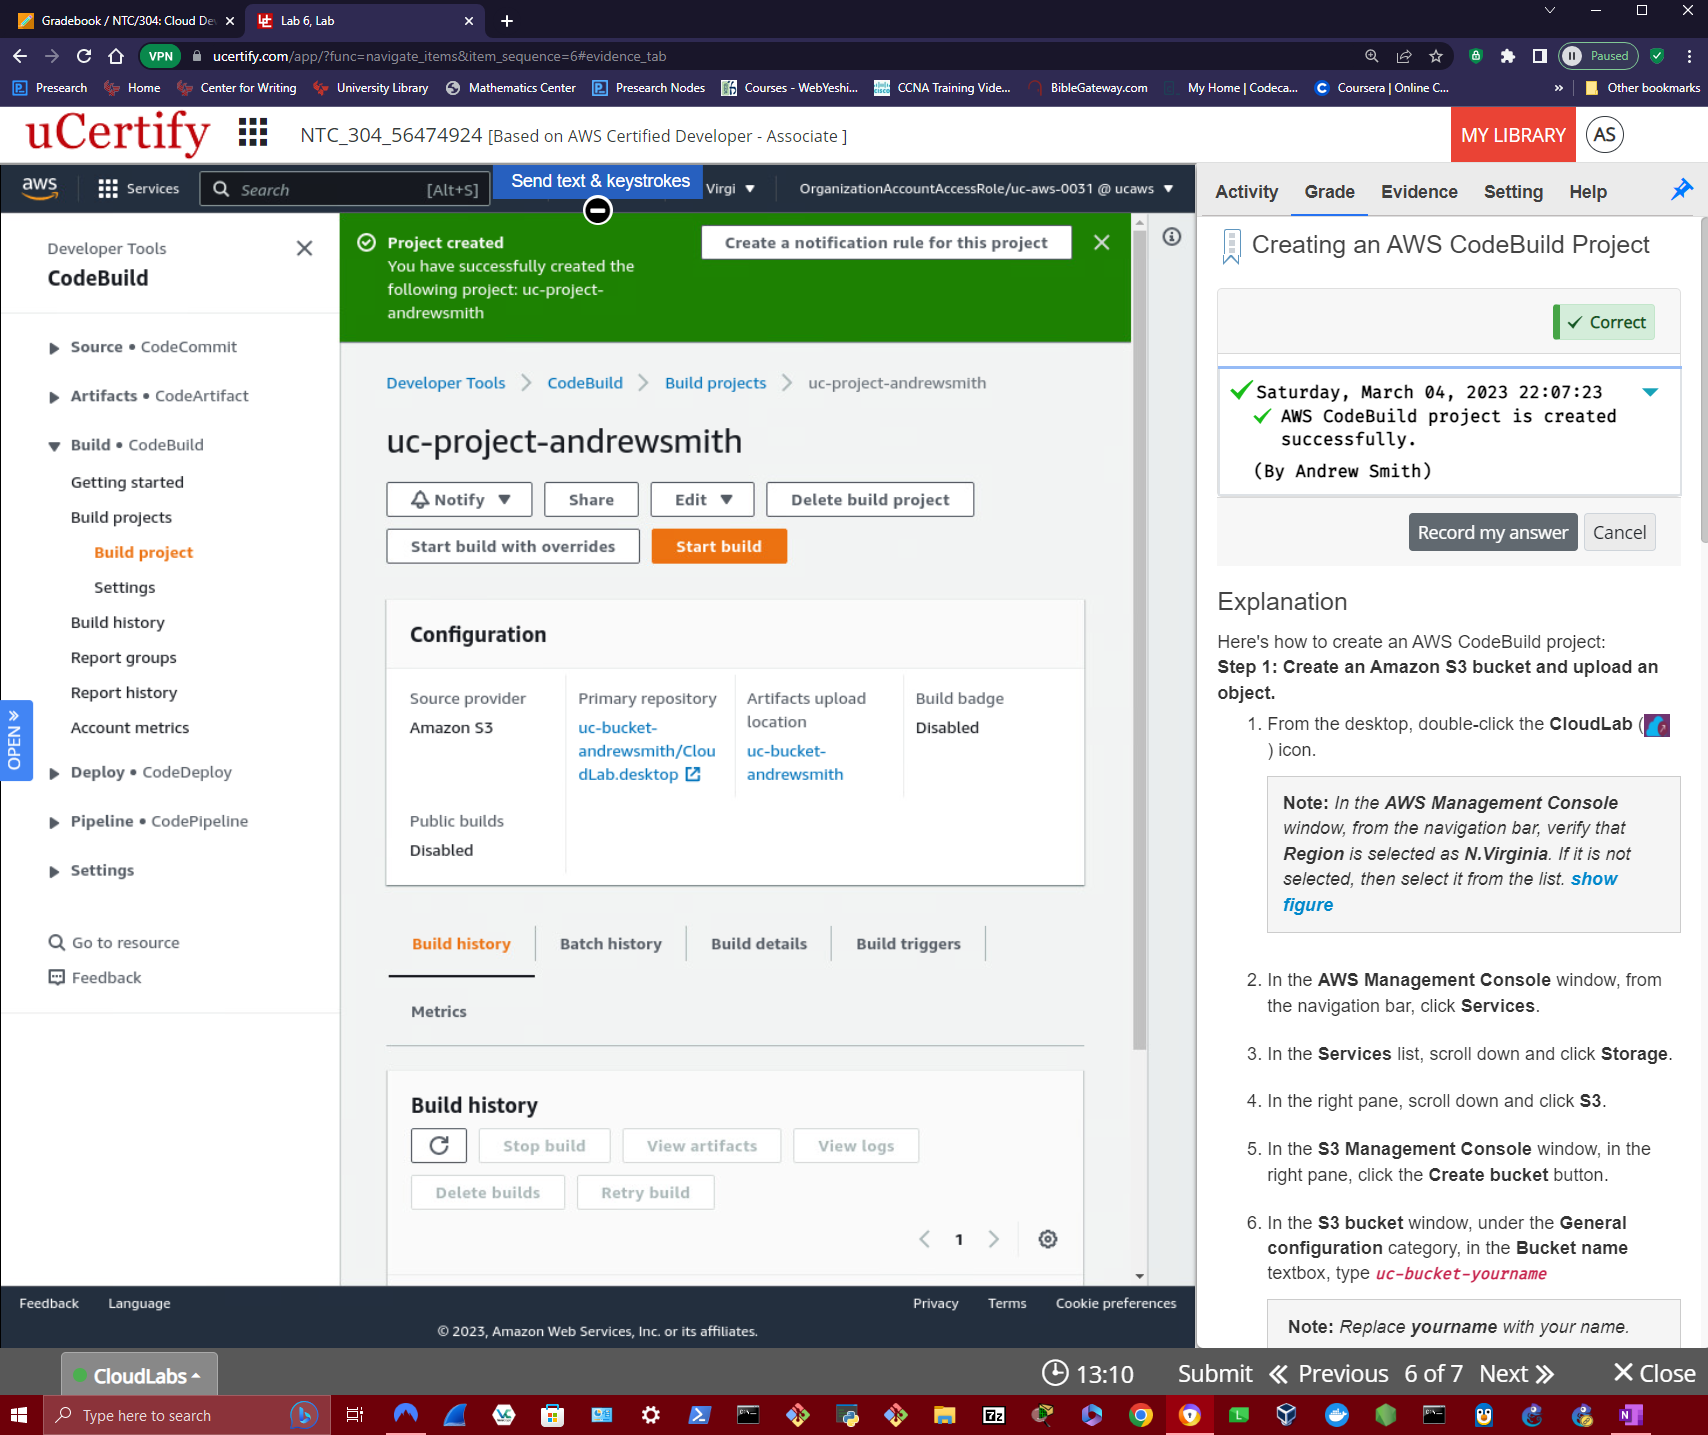 Gradebook / NTC/304: Cloud De
Lab 6, Lab
VPN
ucertify.com/app/?func=navigate_items&item_sequence=6#evidence_tab
Paused
Presearch
Home
Center for Writing
University Library
Mathematics Center
Presearch Nodes
Courses - WebYeshi...
CCNA Training Vide...
BibleGateway.com
My Home | Codeca...
Coursera | Online C...
»
Other bookmarks
uCertify
NTC_304_56474924 [Based on AWS Certified Developer - Associate ]
MY LIBRARY
AS
aws
Services
Search
[Alt+S]
Send text & keystrokes
Virgi
OrganizationAccountAccessRole/uc-aws-0031 @ ucaws
Developer Tools
CodeBuild
Source • CodeCommit
Artifacts • CodeArtifact
Build • CodeBuild
Getting started
Build projects
Build project
Settings
Build history
Report groups
Report history
Account metrics
Deploy • CodeDeploy
Pipeline • CodePipeline
Settings
Go to resource
Feedback
OPEN »
Project created
You have successfully created the
following project: uc-project-
andrewsmith
Create a notification rule for this project
Developer Tools
CodeBuild
Build projects
uc-project-andrewsmith
uc-project-andrewsmith
Notify
Share
Edit
Delete build project
Start build with overrides
Start build
Configuration
Source provider
Amazon S3
Primary repository
uc-bucket-
andrewsmith/Clou
dLab.desktop
Artifacts upload
location
uc-bucket-
andrewsmith
Build badge
Disabled
Public builds
Disabled
Build history
Batch history
Build details
Build triggers
Metrics
Build history
Stop build
View artifacts
View logs
Delete builds
Retry build
1
Feedback
Language
Privacy
Terms
Cookie preferences
© 2023, Amazon Web Services, Inc. or its affiliates.
Activity
Grade
Evidence
Setting
Help
Creating an AWS CodeBuild Project
Correct
Saturday, March 04, 2023 22:07:23
AWS CodeBuild project is created
successfully.
(By Andrew Smith)
Record my answer
Cancel
Explanation
Here's how to create an AWS CodeBuild project:
Step 1: Create an Amazon S3 bucket and upload an
object.
1. From the desktop, double-click the CloudLab (
) icon.
Note: In the AWS Management Console
window, from the navigation bar, verify that
Region is selected as N.Virginia. If it is not
selected, then select it from the list. show
figure
2. In the AWS Management Console window, from
the navigation bar, click Services.
3. In the Services list, scroll down and click Storage.
4. In the right pane, scroll down and click S3.
5. In the S3 Management Console window, in the
right pane, click the Create bucket button.
6. In the S3 bucket window, under the General
configuration category, in the Bucket name
textbox, type uc-bucket-yourname
Note: Replace yourname with your name.
CloudLabs
13:10
Submit
Previous
6 of 7
Next
Close
Type here to search